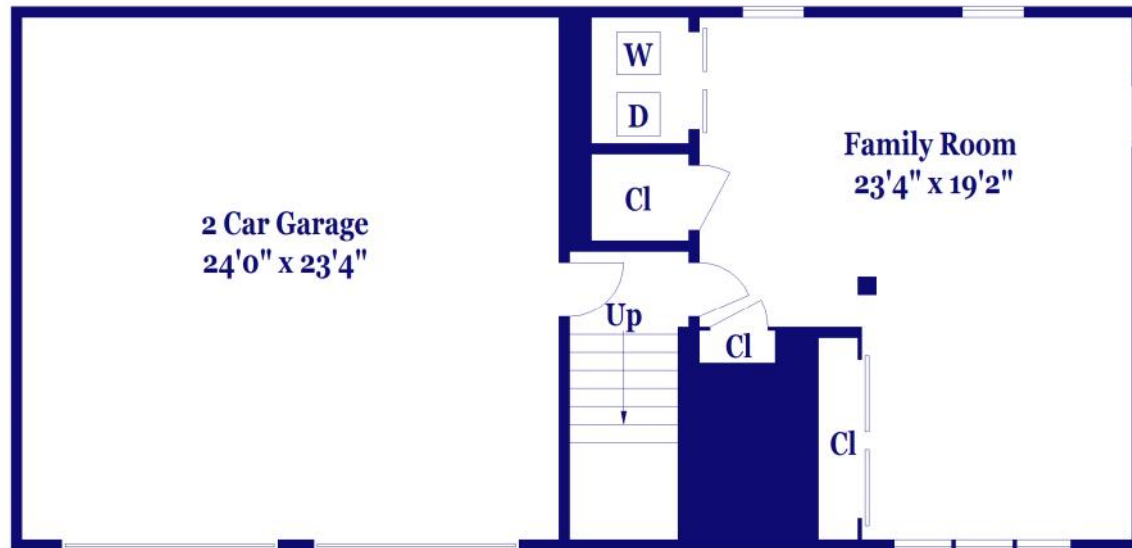 W
D
Family Room
23'4" x 19'2"
Cl
2 Car Garage
24'0" x 23'4"
Up
Cl
Cl